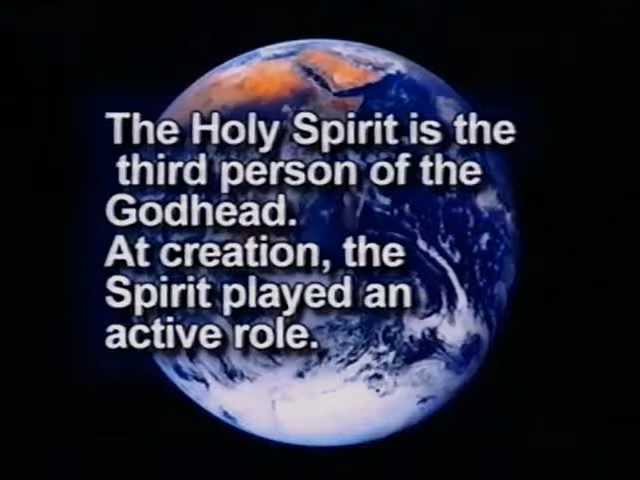 The Holy Spirit is the
third person of the
Godhead.
At creation, the
Spirit played an
active role.